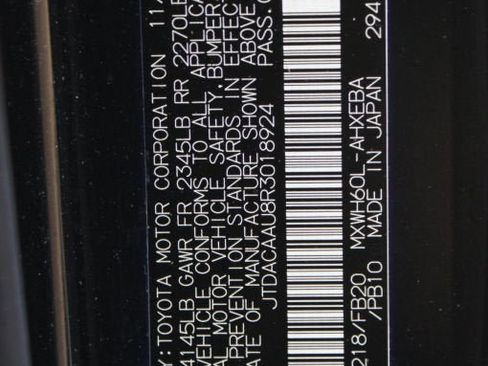 Y:TOYOTA MOTOR CORPORATION 11/
4145LB GAWR FR 2345LB RR 2270LB
VEHICLE CONFORMS TO ALL APPLICA
AL MOTOR VEHICLE SAFETY, BUMPER,
PREVENTION STANDARDS IN EFFECT
ATE OF MANUFACTURE SHOWN ABOVE.
JTDACAAU8R3018924 PASS.C
218/FB20 MXWH60L-AHXEBA
/PB10 MADE IN JAPAN 294